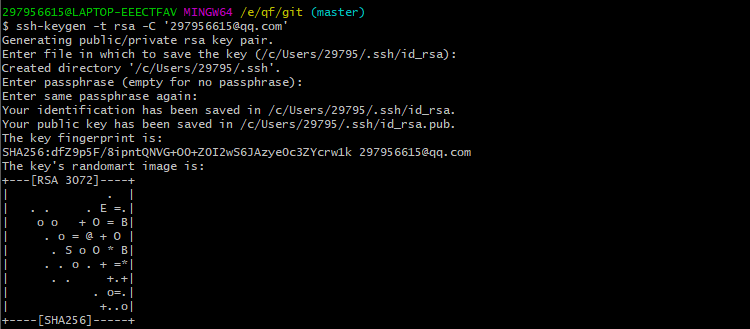 297956615@LAPTOP-EEECTFAV MINGW64 /e/qf/git (master)
$ ssh-keygen -t rsa -C '297956615@qq.com'
Generating public/private rsa key pair.
Enter file in which to save the key (/c/Users/29795/.ssh/id_rsa):
Created directory '/c/Users/29795/.ssh'.
Enter passphrase (empty for no passphrase):
Enter same passphrase again:
Your identification has been saved in /c/Users/29795/.ssh/id_rsa.
Your public key has been saved in /c/Users/29795/.ssh/id_rsa.pub.
The key fingerprint is:
SHA256:dfZ9p5F/8ipntQNVG+OO+ZOI2wS6JAzyeOc3ZYcrw1k 297956615@qq.com
The key's randomart image is:
+---[RSA 3072]----+
|              .  |
|   . .     . E =.|
|    o o   + O = B|
|     . o = @ + O |
|      . S o O * B|
|     . . o . + =*|
|      . .     +.+|
|            . o=.|
|             +..o|
+----[SHA256]-----+